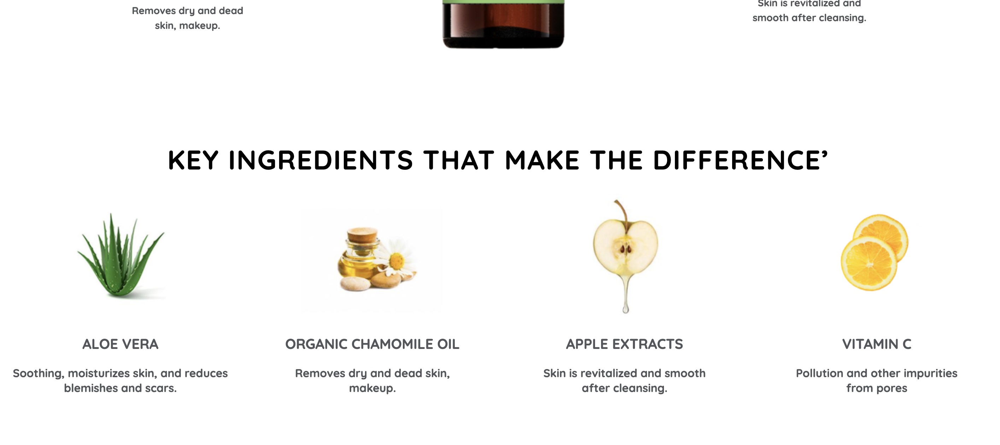 Removes dry and dead
skin, makeup.
Skin is revitalized and
smooth after cleansing.
KEY INGREDIENTS THAT MAKE THE DIFFERENCE’
ALOE VERA
Soothing, moisturizes skin, and reduces
blemishes and scars.
ORGANIC CHAMOMILE OIL
Removes dry and dead skin,
makeup.
APPLE EXTRACTS
Skin is revitalized and smooth
after cleansing.
VITAMIN C
Pollution and other impurities
from pores